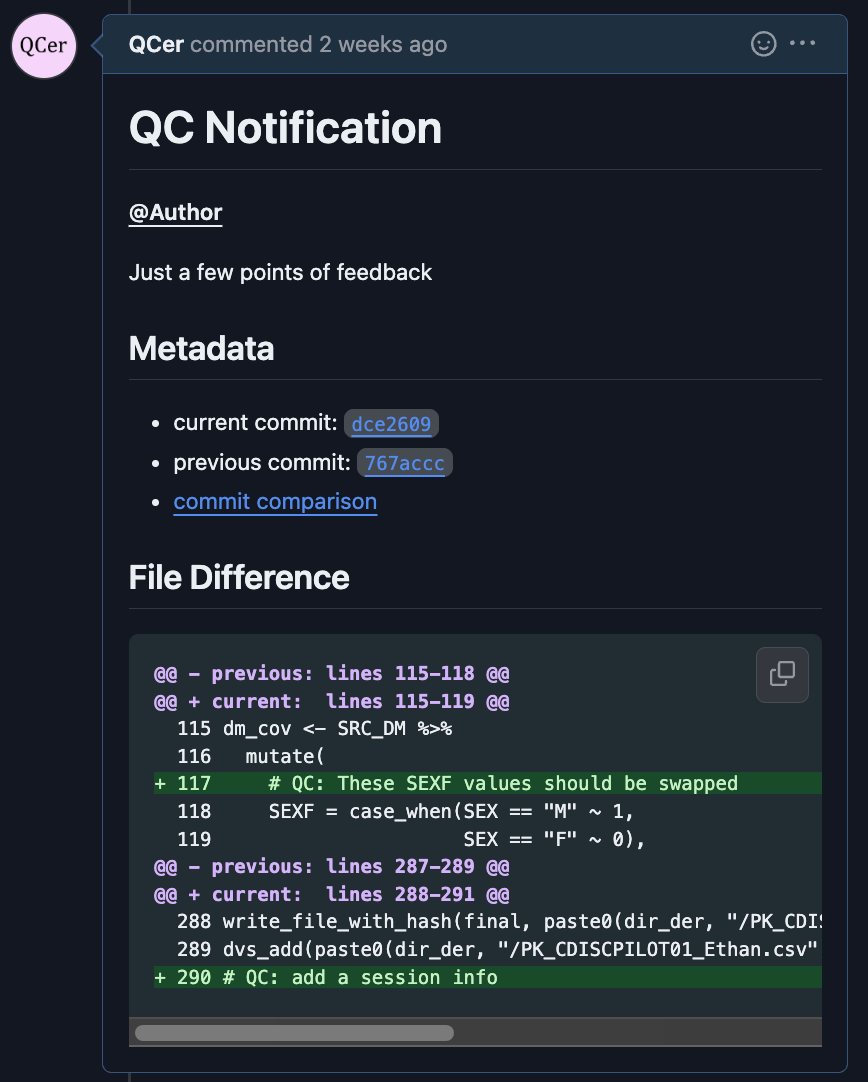 QCer
QCer commented 2 weeks ago
QC Notification
@Author
Just a few points of feedback
Metadata
current commit: dce2609
previous commit: 767accc
commit comparison
File Difference
@@ - previous: lines 115-118 @@
@@ + current:  lines 115-119 @@
  115 dm_cov <- SRC_DM %>%
  116   mutate(
+ 117     # QC: These SEXF values should be swapped
  118     SEXF = case_when(SEX == "M" ~ 1,
  119                      SEX == "F" ~ 0),
@@ - previous: lines 287-289 @@
@@ + current:  lines 288-291 @@
  288 write_file_with_hash(final, paste0(dir_der, "/PK_CDIS
  289 dvs_add(paste0(dir_der, "/PK_CDISCPILOT01_Ethan.csv"
+ 290 # QC: add a session info